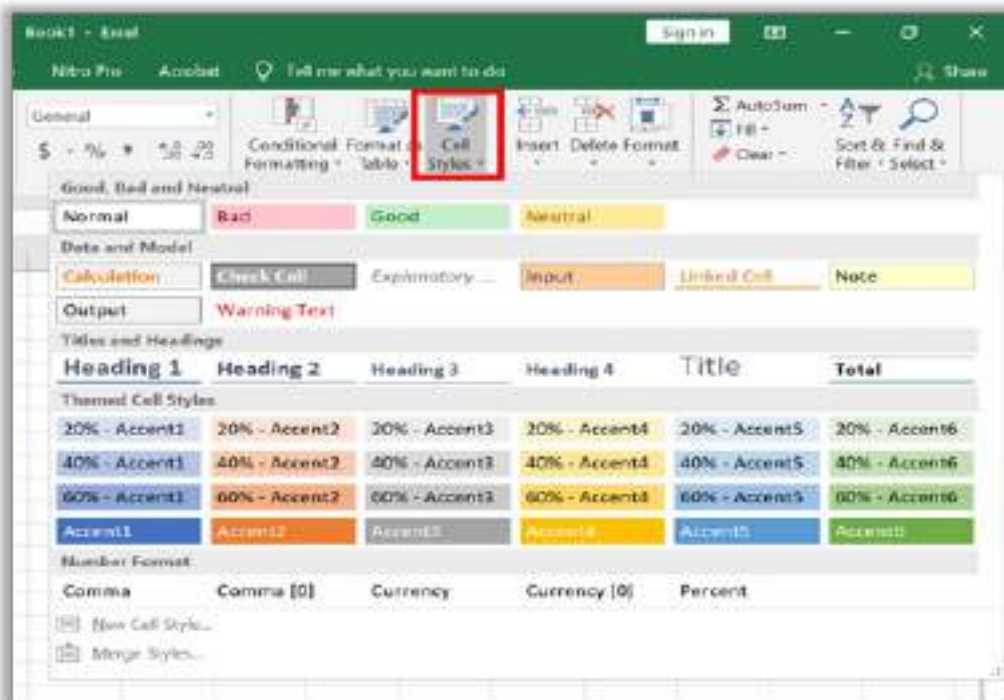 Book1 - Excel
Sign in
Nitro Pro Acrobat Tell me what you want to do Share
General
$ % ,
Conditional Formatting
Format as Table
Cell Styles
Insert Delete Format
AutoSum
Fill
Clear
Sort & Filter
Find & Select
Good, Bad and Neutral
Normal Bad Good Neutral
Data and Model
Calculation Check Cell Explanatory ... Input Linked Cell Note
Output Warning Text
Titles and Headings
Heading 1 Heading 2 Heading 3 Heading 4 Title Total
Themed Cell Styles
20% - Accent1 20% - Accent2 20% - Accent3 20% - Accent4 20% - Accent5 20% - Accent6
40% - Accent1 40% - Accent2 40% - Accent3 40% - Accent4 40% - Accent5 40% - Accent6
60% - Accent1 60% - Accent2 60% - Accent3 60% - Accent4 60% - Accent5 60% - Accent6
Accent1 Accent2 Accent3 Accent4 Accent5 Accent6
Number Format
Comma Comma [0] Currency Currency [0] Percent
New Cell Style...
Merge Styles...